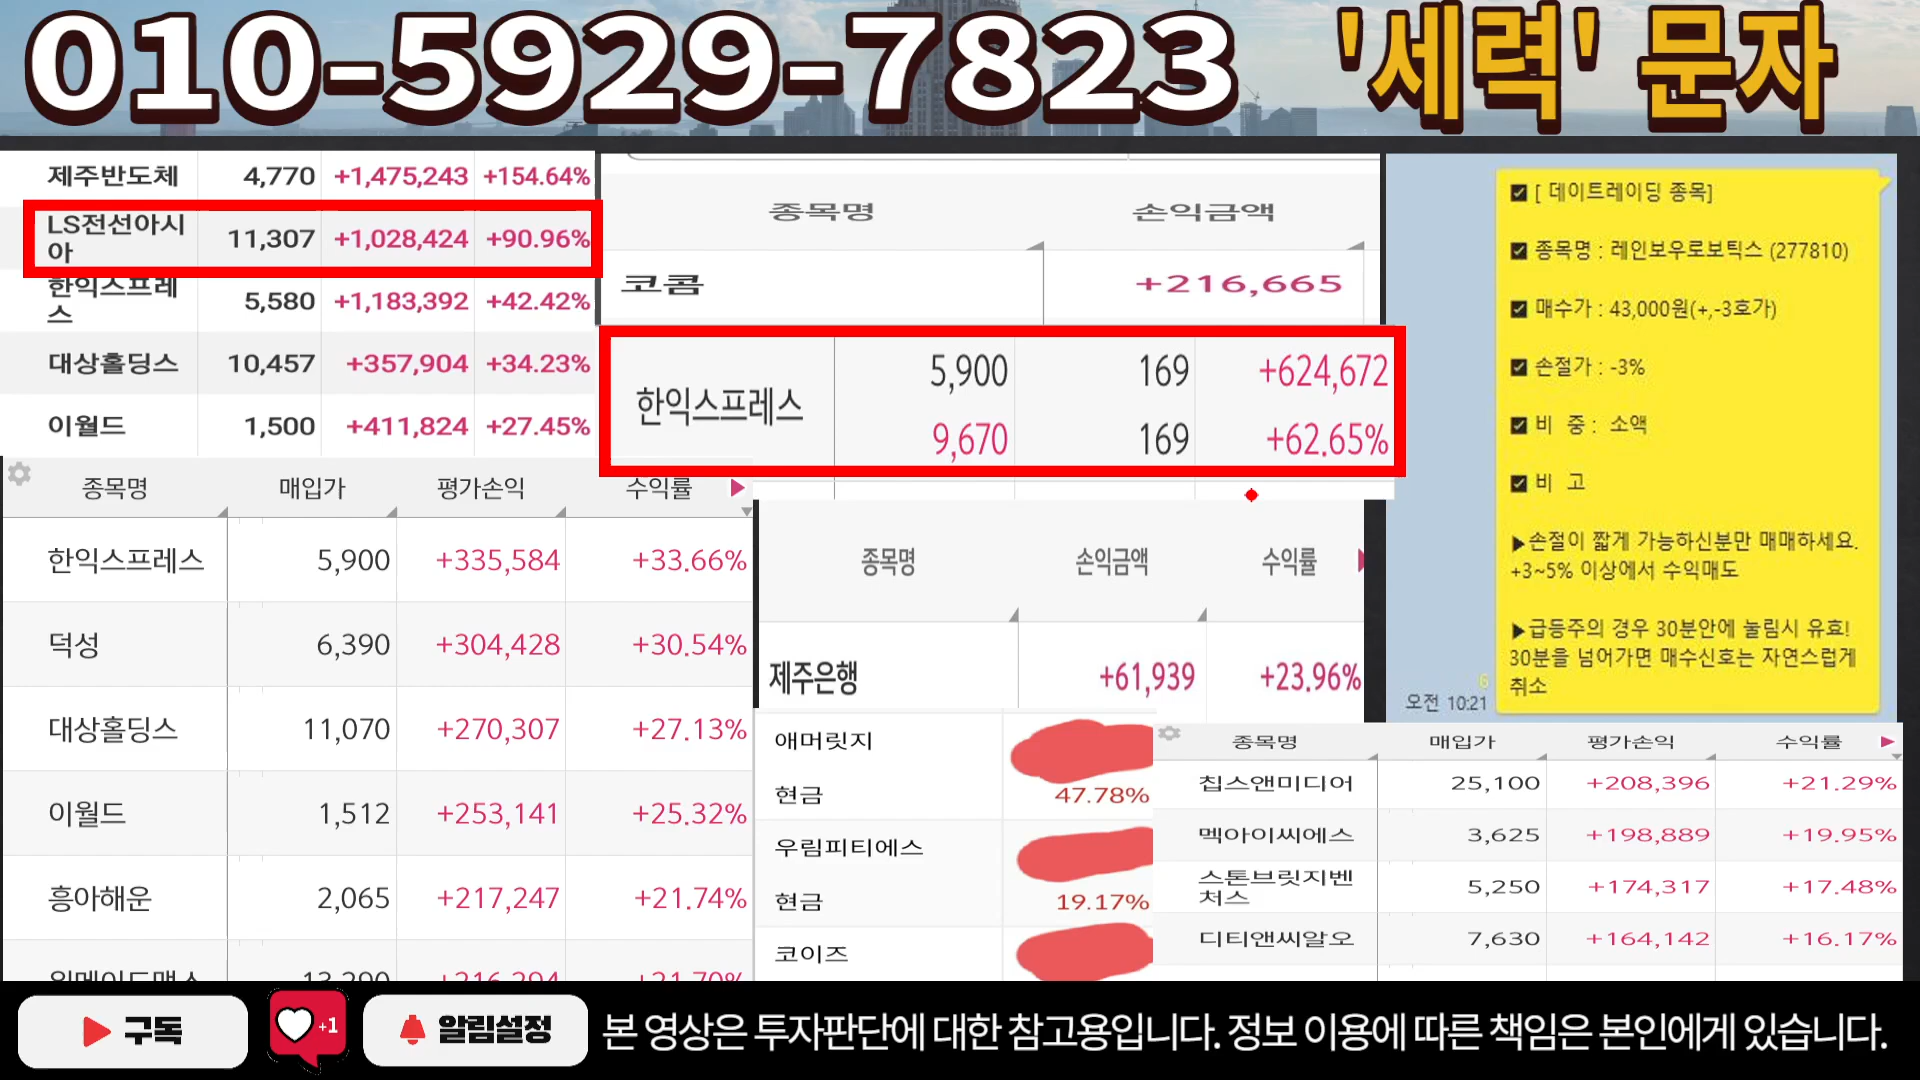 010-5929-7823 '세력' 문자
제주반도체 4,770 +1,475,243 +154.64%
LS전선아시아 11,307 +1,028,424 +90.96%
한익스프레스 5,580 +1,183,392 +42.42%
대상홀딩스 10,457 +357,904 +34.23%
이월드 1,500 +411,824 +27.45%
종목명 손익금액
코콤 +216,665
한익스프레스 5,900 169 +624,672
9,670 169 +62.65%
☑ [ 데이트레이딩 종목]
☑ 종목명 : 레인보우로보틱스 (277810)
☑ 매수가 : 43,000원(+,-3호가)
☑ 손절가 : -3%
☑ 비 중 : 소액
☑ 비 고
▶손절이 짧게 가능하신분만 매매하세요.
+3~5% 이상에서 수익매도
▶급등주의 경우 30분안에 눌림시 유효!
30분을 넘어가면 매수신호는 자연스럽게
취소
6
오전 10:21
종목명 매입가 평가손익 수익률
한익스프레스 5,900 +335,584 +33.66%
덕성 6,390 +304,428 +30.54%
대상홀딩스 11,070 +270,307 +27.13%
이월드 1,512 +253,141 +25.32%
흥아해운 2,065 +217,247 +21.74%
종목명 손익금액 수익률
제주은행 +61,939 +23.96%
애머릿지
현금 47.78%
우림피티에스
현금 19.17%
코이즈
종목명 매입가 평가손익 수익률
칩스앤미디어 25,100 +208,396 +21.29%
멕아이씨에스 3,625 +198,889 +19.95%
스톤브릿지벤처스 5,250 +174,317 +17.48%
디티앤씨알오 7,630 +164,142 +16.17%
구독 +1 알림설정 본 영상은 투자판단에 대한 참고용입니다. 정보 이용에 따른 책임은 본인에게 있습니다.